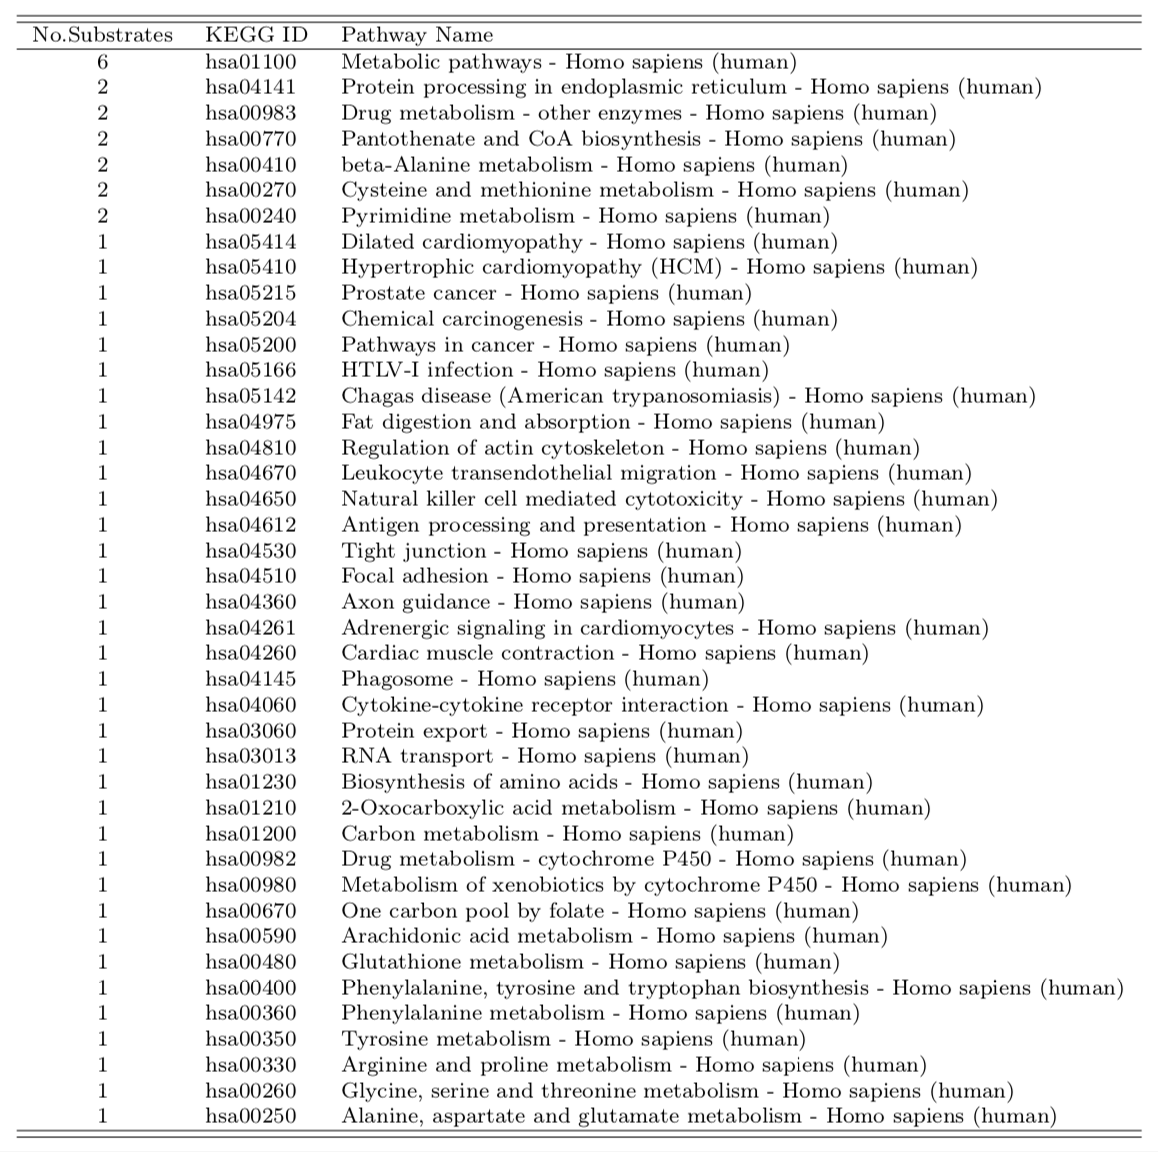 No.Substrates KEGG ID Pathway Name
6 hsa01100 Metabolic pathways - Homo sapiens (human)
2 hsa04141 Protein processing in endoplasmic reticulum - Homo sapiens (human)
2 hsa00983 Drug metabolism - other enzymes - Homo sapiens (human)
2 hsa00770 Pantothenate and CoA biosynthesis - Homo sapiens (human)
2 hsa00410 beta-Alanine metabolism - Homo sapiens (human)
2 hsa00270 Cysteine and methionine metabolism - Homo sapiens (human)
2 hsa00240 Pyrimidine metabolism - Homo sapiens (human)
1 hsa05414 Dilated cardiomyopathy - Homo sapiens (human)
1 hsa05410 Hypertrophic cardiomyopathy (HCM) - Homo sapiens (human)
1 hsa05215 Prostate cancer - Homo sapiens (human)
1 hsa05204 Chemical carcinogenesis - Homo sapiens (human)
1 hsa05200 Pathways in cancer - Homo sapiens (human)
1 hsa05166 HTLV-I infection - Homo sapiens (human)
1 hsa05142 Chagas disease (American trypanosomiasis) - Homo sapiens (human)
1 hsa04975 Fat digestion and absorption - Homo sapiens (human)
1 hsa04810 Regulation of actin cytoskeleton - Homo sapiens (human)
1 hsa04670 Leukocyte transendothelial migration - Homo sapiens (human)
1 hsa04650 Natural killer cell mediated cytotoxicity - Homo sapiens (human)
1 hsa04612 Antigen processing and presentation - Homo sapiens (human)
1 hsa04530 Tight junction - Homo sapiens (human)
1 hsa04510 Focal adhesion - Homo sapiens (human)
1 hsa04360 Axon guidance - Homo sapiens (human)
1 hsa04261 Adrenergic signaling in cardiomyocytes - Homo sapiens (human)
1 hsa04260 Cardiac muscle contraction - Homo sapiens (human)
1 hsa04145 Phagosome - Homo sapiens (human)
1 hsa04060 Cytokine-cytokine receptor interaction - Homo sapiens (human)
1 hsa03060 Protein export - Homo sapiens (human)
1 hsa03013 RNA transport - Homo sapiens (human)
1 hsa01230 Biosynthesis of amino acids - Homo sapiens (human)
1 hsa01210 2-Oxocarboxylic acid metabolism - Homo sapiens (human)
1 hsa01200 Carbon metabolism - Homo sapiens (human)
1 hsa00982 Drug metabolism - cytochrome P450 - Homo sapiens (human)
1 hsa00980 Metabolism of xenobiotics by cytochrome P450 - Homo sapiens (human)
1 hsa00670 One carbon pool by folate - Homo sapiens (human)
1 hsa00590 Arachidonic acid metabolism - Homo sapiens (human)
1 hsa00480 Glutathione metabolism - Homo sapiens (human)
1 hsa00400 Phenylalanine, tyrosine and tryptophan biosynthesis - Homo sapiens (human)
1 hsa00360 Phenylalanine metabolism - Homo sapiens (human)
1 hsa00350 Tyrosine metabolism - Homo sapiens (human)
1 hsa00330 Arginine and proline metabolism - Homo sapiens (human)
1 hsa00260 Glycine, serine and threonine metabolism - Homo sapiens (human)
1 hsa00250 Alanine, aspartate and glutamate metabolism - Homo sapiens (human)